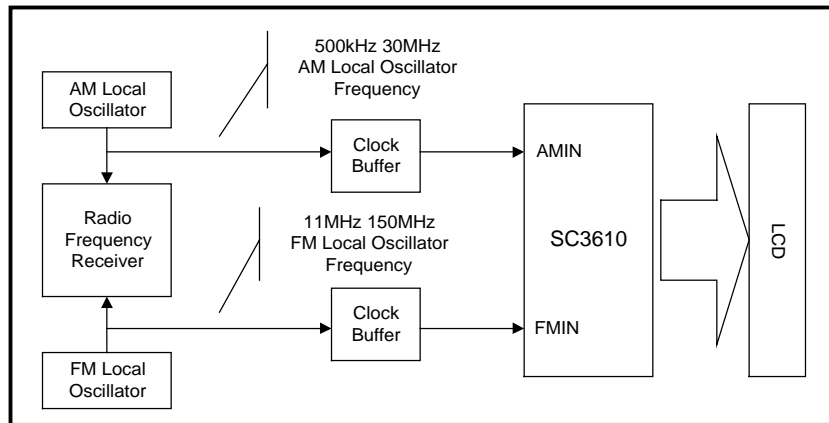 500kHz 30MHz
AM Local Oscillator
Frequency
AM Local
Oscillator
Clock
Buffer
AMIN
Radio
Frequency
Receiver
11MHz 150MHz
FM Local Oscillator
Frequency
SC3610
LCD
Clock
Buffer
FMIN
FM Local
Oscillator